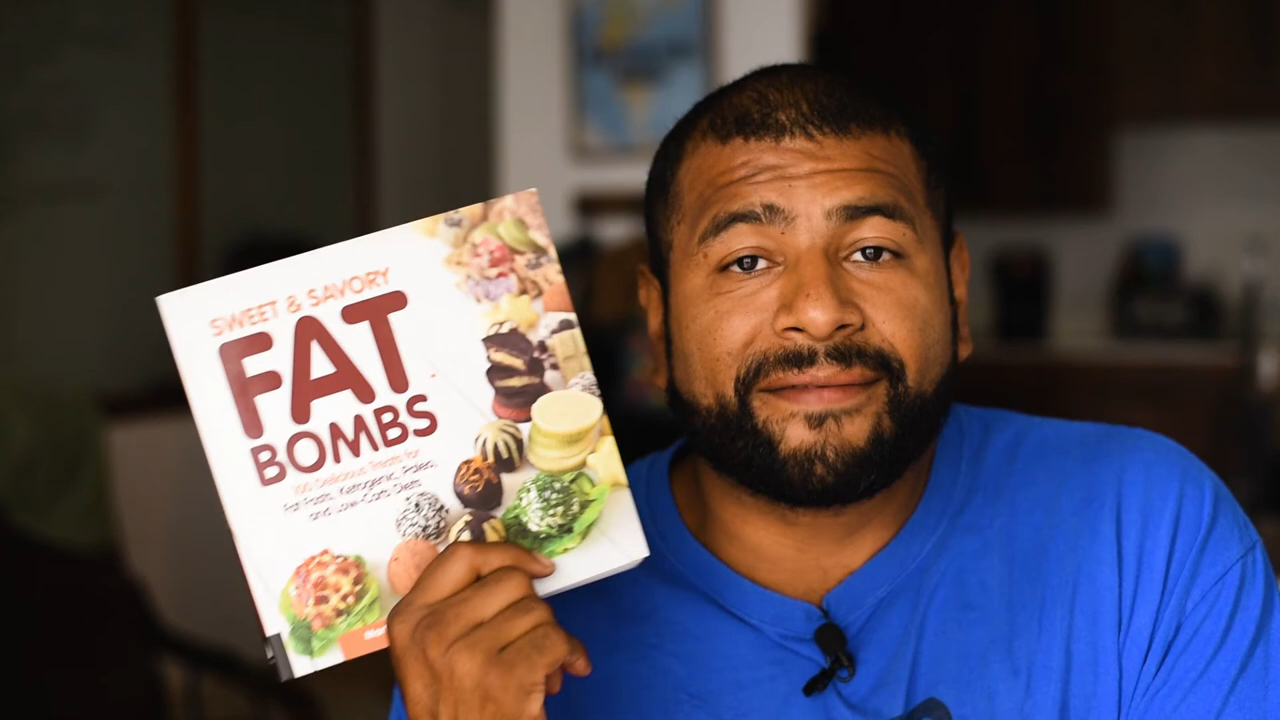 SWEET & SAVORY
FAT
BOMBS
100 Delicious Treats for
Fat Fasts, Ketogenic, Paleo,
and Low-Carb Diets